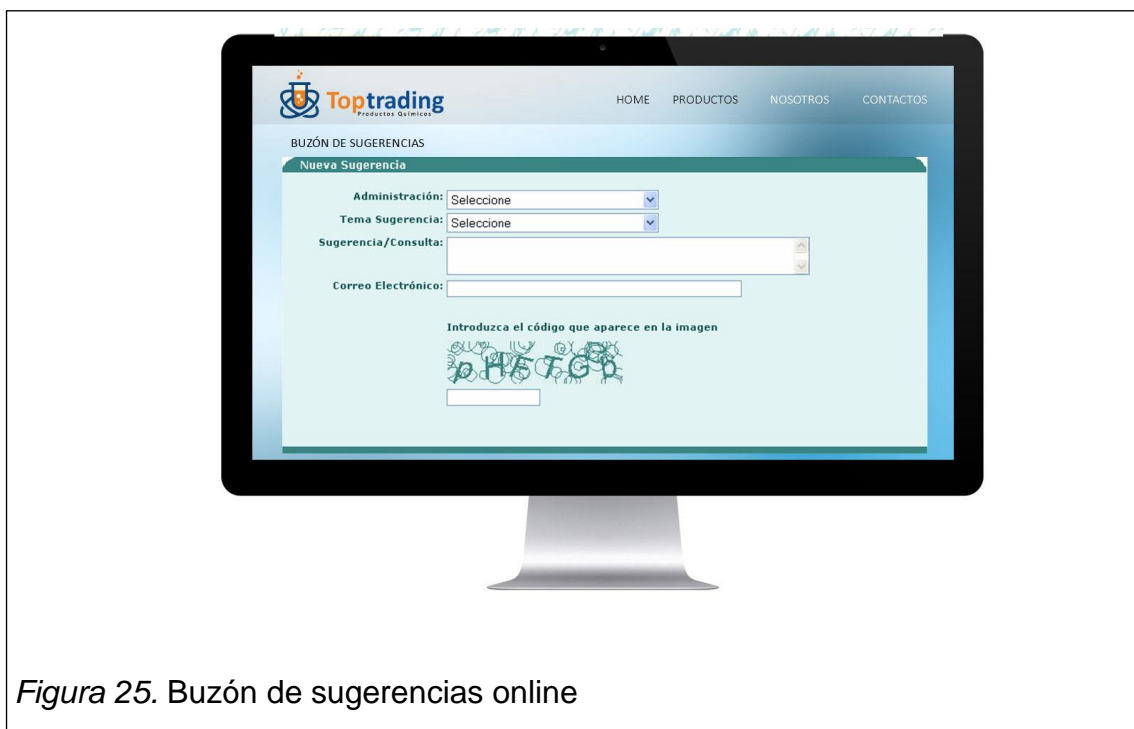 Toptrading
Productos Químicos
HOME PRODUCTOS NOSOTROS CONTACTOS
BUZÓN DE SUGERENCIAS
Nueva Sugerencia
Administración: Seleccione
Tema Sugerencia: Seleccione
Sugerencia/Consulta:
Correo Electrónico:
Introduzca el código que aparece en la imagen
pHETGb
Figura 25. Buzón de sugerencias online